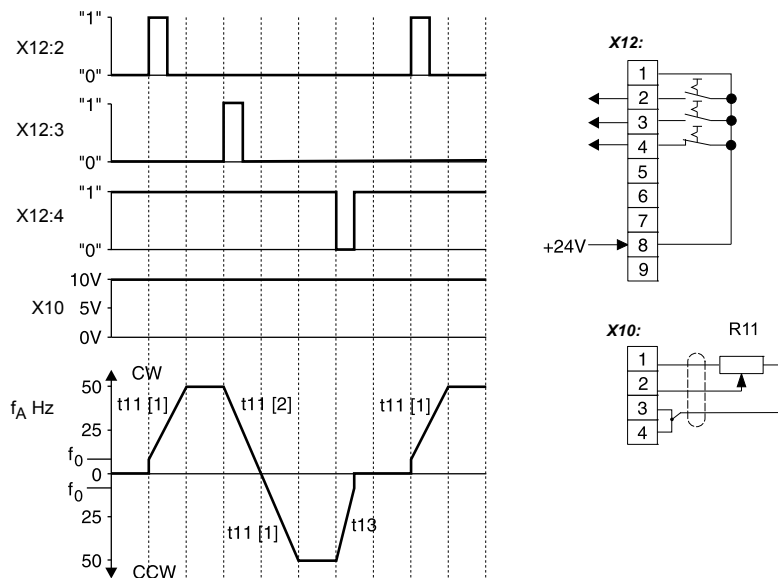 X12:2
"1"
"0"
X12:3
"1"
"0"
X12:4
"1"
"0"
X10
10V
5V
0V
fA Hz
CW
50
25
f0
0
f0
25
50
CCW
t11 [1]
t11 [2]
t11 [1]
t13
t11 [1]
X12:
1
2
3
4
5
6
7
8
9
+24V
X10:
R11
1
2
3
4